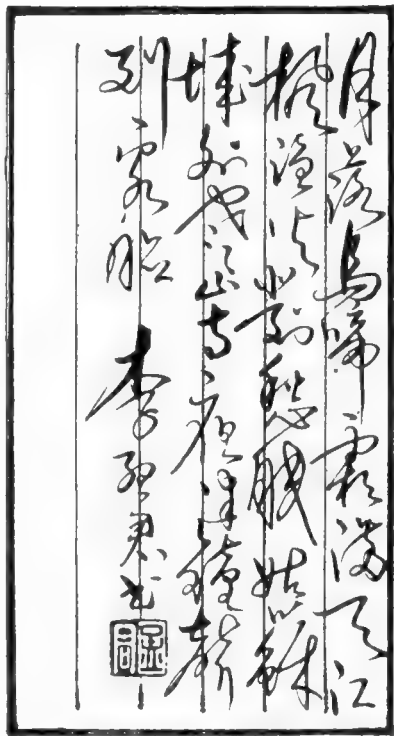 月落烏啼霜滿天江
楓漁火對愁眠姑蘇
城外寒山寺夜半鐘聲
到客船 李書